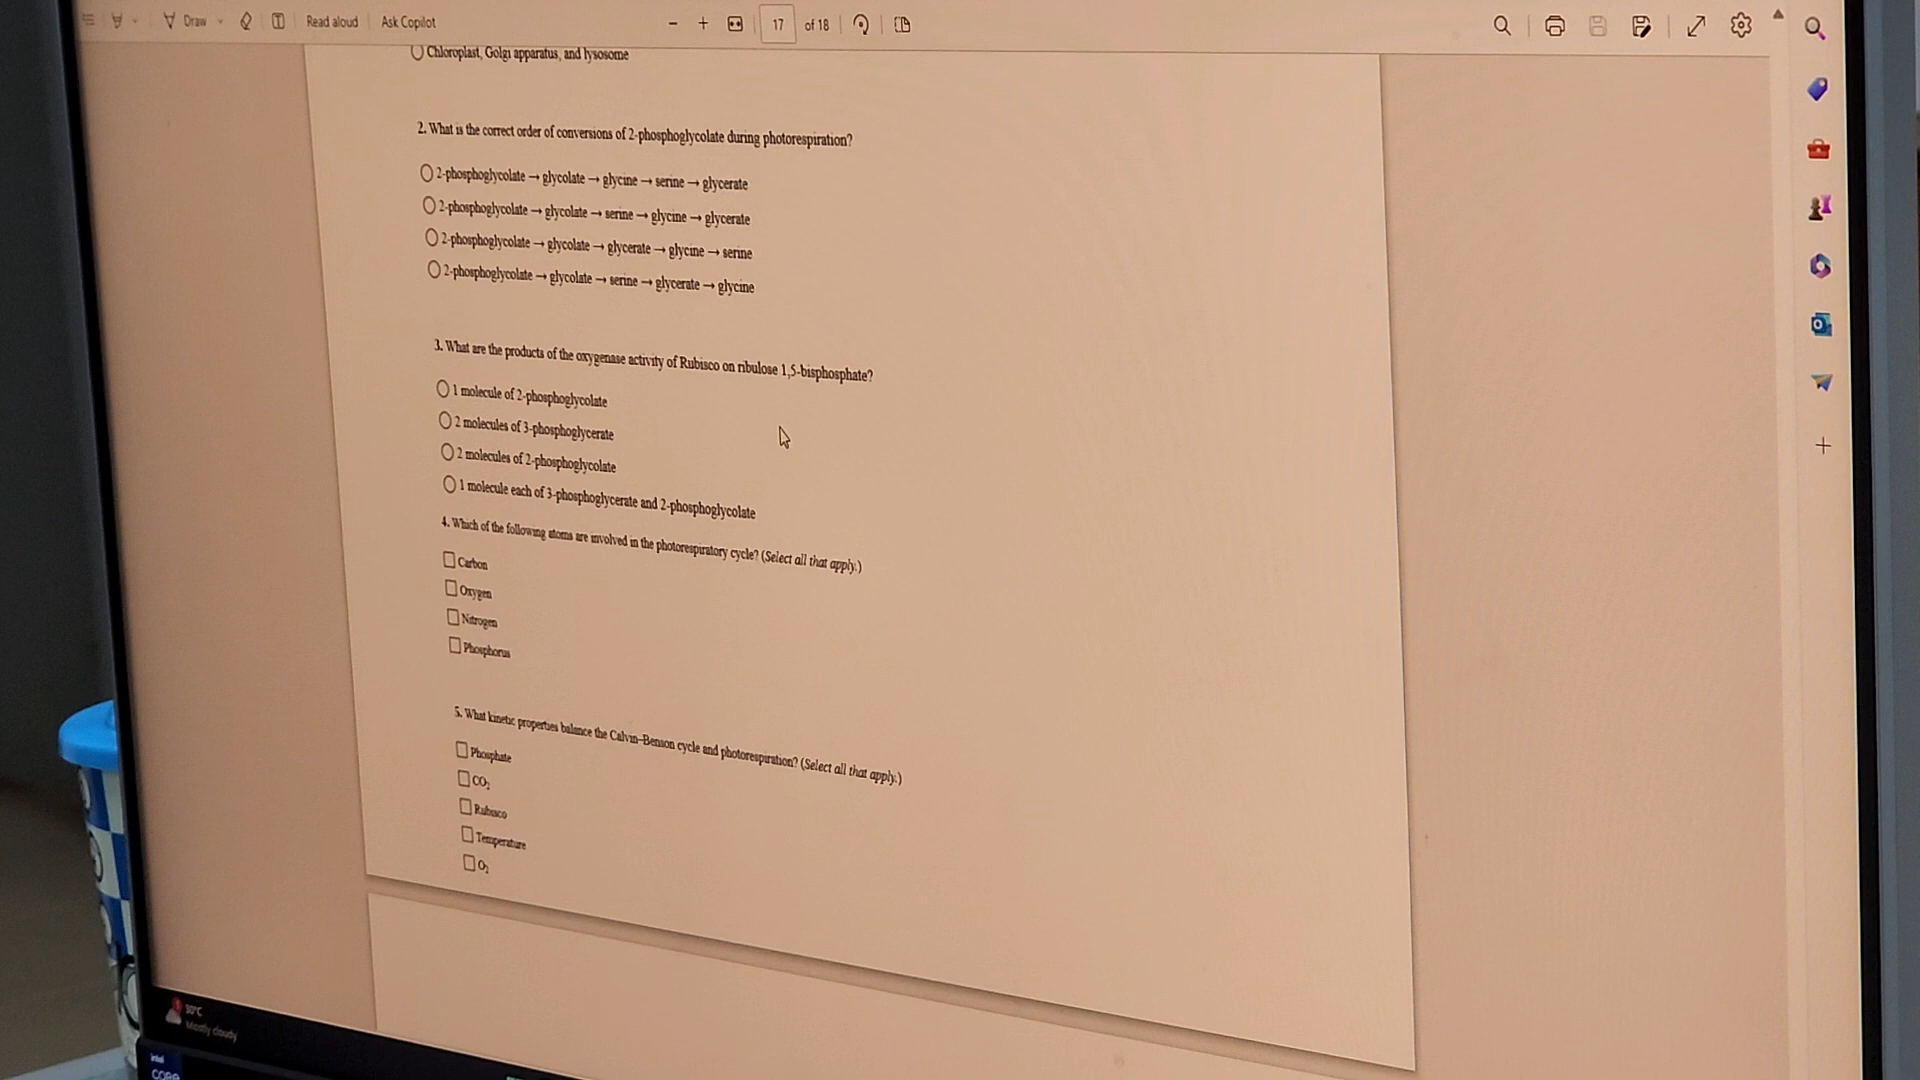 Draw
Read aloud
Ask Copilot
17
of 18
Chloroplast, Golgi apparatus, and lysosome
2. What is the correct order of conversions of 2-phosphoglycolate during photorespiration?
2-phosphoglycolate → glycolate → glycine → serine → glycerate
2-phosphoglycolate → glycolate → serine → glycine → glycerate
2-phosphoglycolate → glycolate → glycerate → glycine → serine
2-phosphoglycolate → glycolate → serine → glycerate → glycine
3. What are the products of the oxygenase activity of Rubisco on ribulose 1,5-bisphosphate?
1 molecule of 2-phosphoglycolate
2 molecules of 3-phosphoglycerate
2 molecules of 2-phosphoglycolate
1 molecule each of 3-phosphoglycerate and 2-phosphoglycolate
4. Which of the following atoms are involved in the photorespiratory cycle? (Select all that apply.)
Carbon
Oxygen
Nitrogen
Phosphorus
5. What kinetic properties balance the Calvin–Benson cycle and photorespiration? (Select all that apply.)
Phosphate
CO₂
Rubisco
Temperature
O₂
30°C
Mostly cloudy
intel
CORE